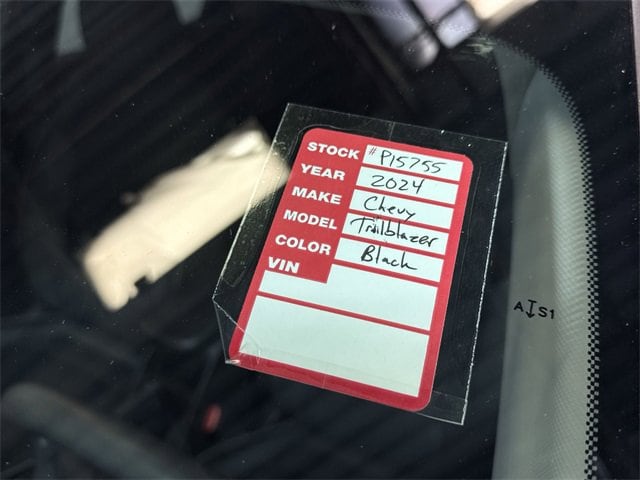 STOCK # P15755
YEAR 2024
MAKE Chevy
MODEL Trailblazer
COLOR Black
VIN
AS1